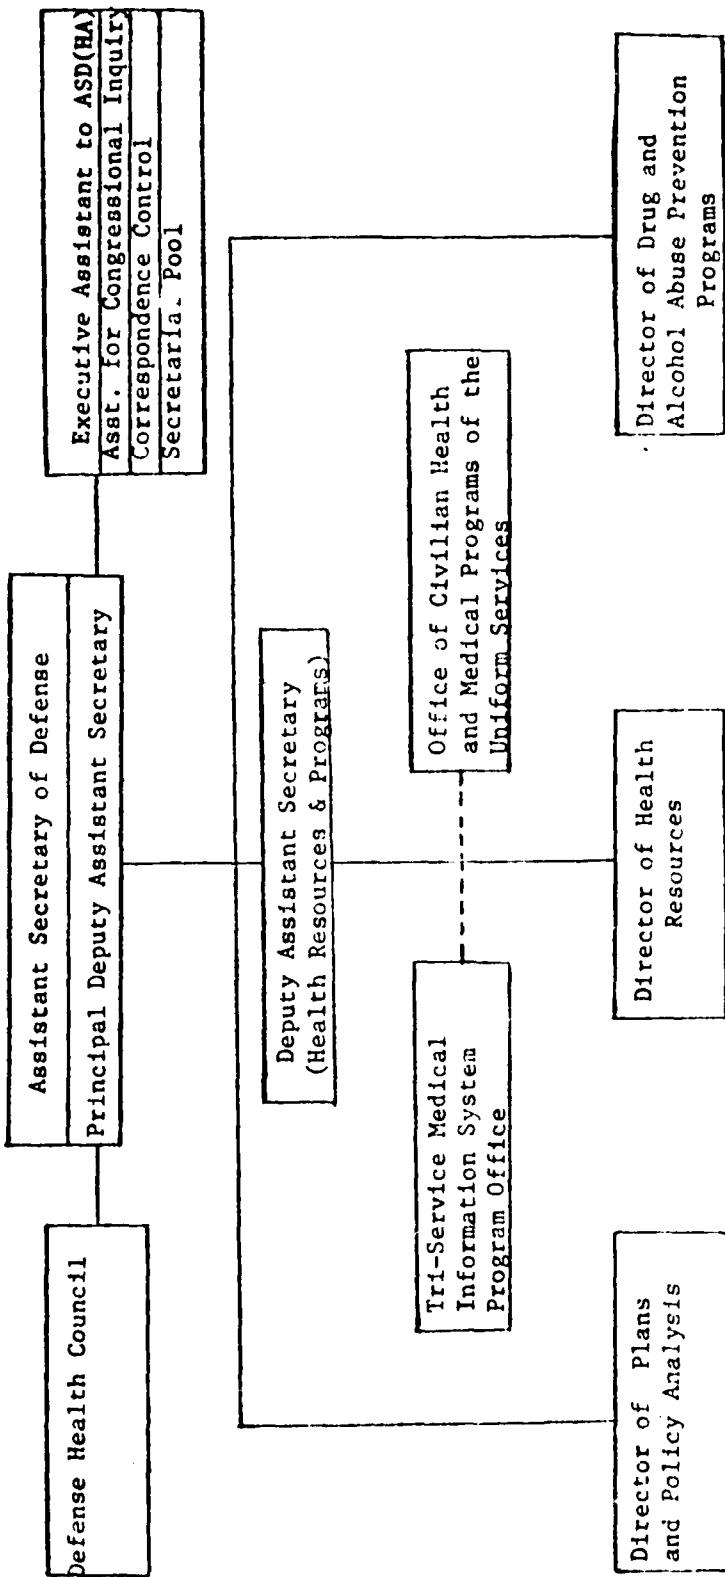 Assistant Secretary of Defense
Principal Deputy Assistant Secretary
Defense Health Council
Executive Assistant to ASD(HA)
Asst. for Congressional Inquiry
Correspondence Control
Secretarial Pool
Deputy Assistant Secretary
(Health Resources & Programs)
Tri-Service Medical
Information System
Program Office
Office of Civilian Health
and Medical Programs of the
Uniform Services
Director of Plans
and Policy Analysis
Director of Health
Resources
Director of Drug and
Alcohol Abuse Prevention
Programs